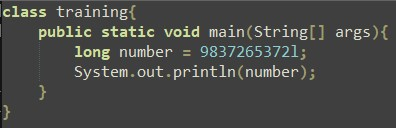 class training{
    public static void main(String[] args){
        long number = 9837265372l;
        System.out.println(number);
    }
}